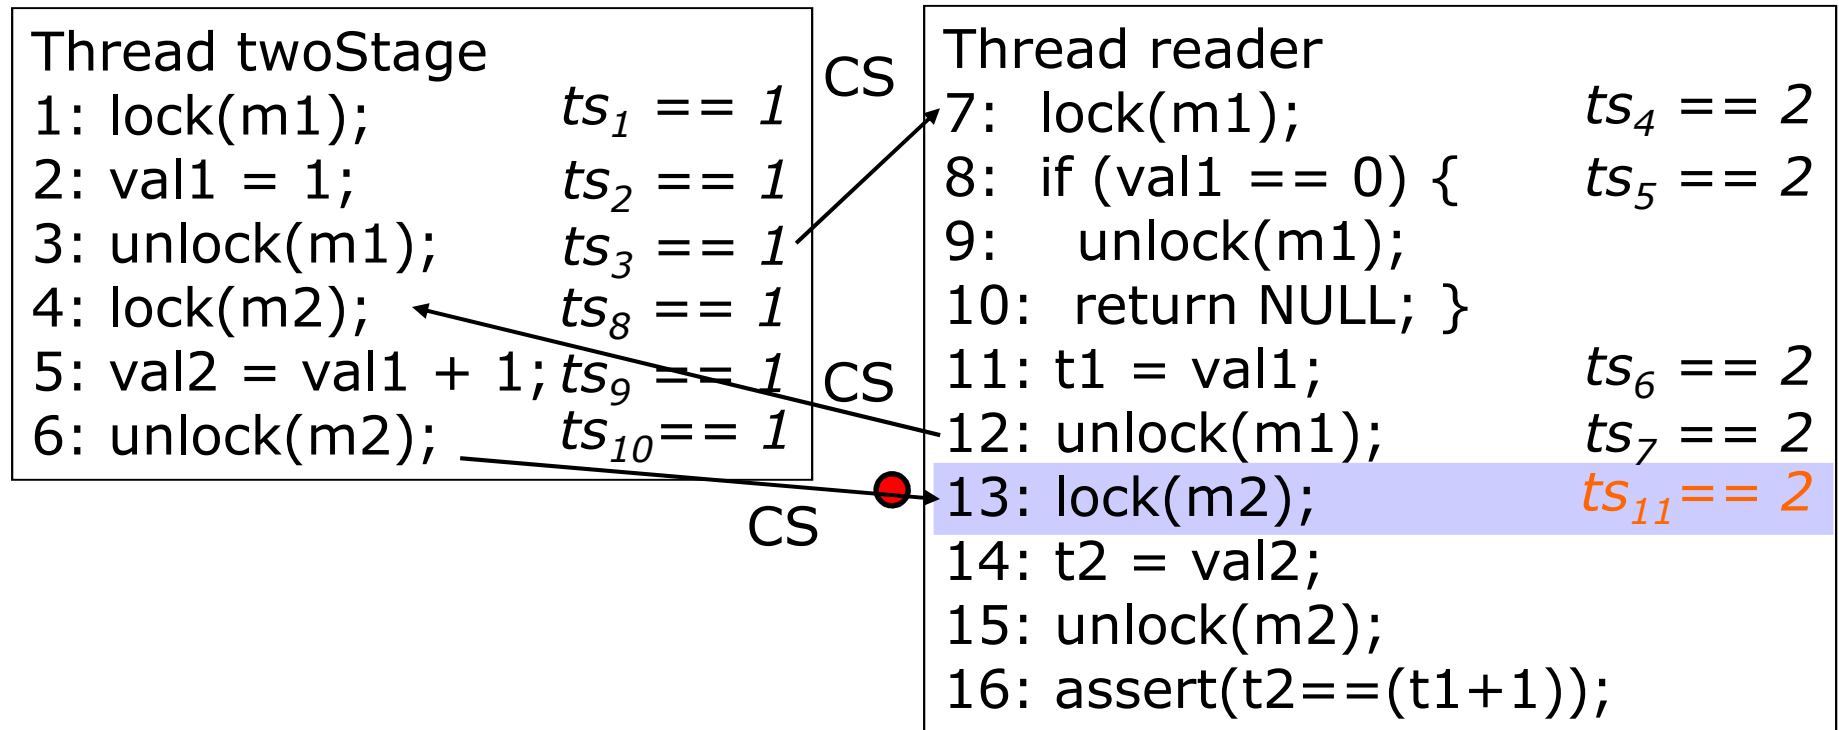 Thread twoStage
1: lock(m1); ts1 == 1
2: val1 = 1; ts2 == 1
3: unlock(m1); ts3 == 1
4: lock(m2); ts8 == 1
5: val2 = val1 + 1; ts9 == 1
6: unlock(m2); ts10== 1
CS
CS
CS
Thread reader
7: lock(m1); ts4 == 2
8: if (val1 == 0) { ts5 == 2
9: unlock(m1);
10: return NULL; }
11: t1 = val1; ts6 == 2
12: unlock(m1); ts7 == 2
13: lock(m2); ts11== 2
14: t2 = val2;
15: unlock(m2);
16: assert(t2==(t1+1));